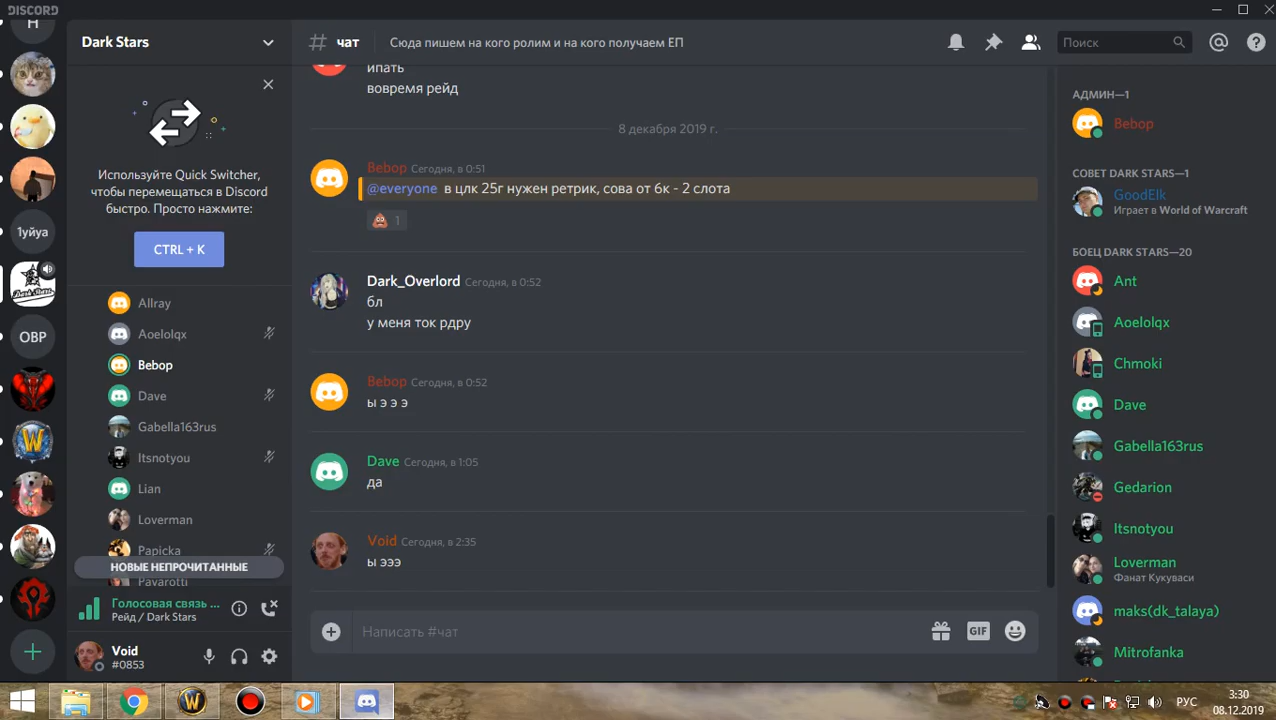 DISCORD
H
1уйуа
Dark Stars
ОВР
Dark Stars
Используйте Quick Switcher,
чтобы перемещаться в Discord
быстро. Просто нажмите:
CTRL + K
Allray
Aoelolqx
Bebop
Dave
Gabella163rus
Itsnotyou
Lian
Loverman
Papicka
НОВЫЕ НЕПРОЧИТАННЫЕ
Pavarotti
Голосовая связь ...
Рейд / Dark Stars
Void
#0853
# чат
Сюда пишем на кого ролим и на кого получаем ЕП
Поиск
ипать
вовремя рейд
8 декабря 2019 г.
Bebop Сегодня, в 0:51
@everyone в цлк 25г нужен ретрик, сова от 6к - 2 слота
1
Dark_Overlord Сегодня, в 0:52
бл
у меня ток рдру
Bebop Сегодня, в 0:52
ы э э э
Dave Сегодня, в 1:05
да
Void Сегодня, в 2:35
ы эээ
Написать #чат
GIF
АДМИН—1
Bebop
СОВЕТ DARK STARS—1
GoodElk
Играет в World of Warcraft
БОЕЦ DARK STARS—20
Ant
Aoelolqx
Chmoki
Dave
Gabella163rus
Gedarion
Itsnotyou
Loverman
Фанат Кукуваси
maks(dk_talaya)
Mitrofanka
РУС
3:30
08.12.2019